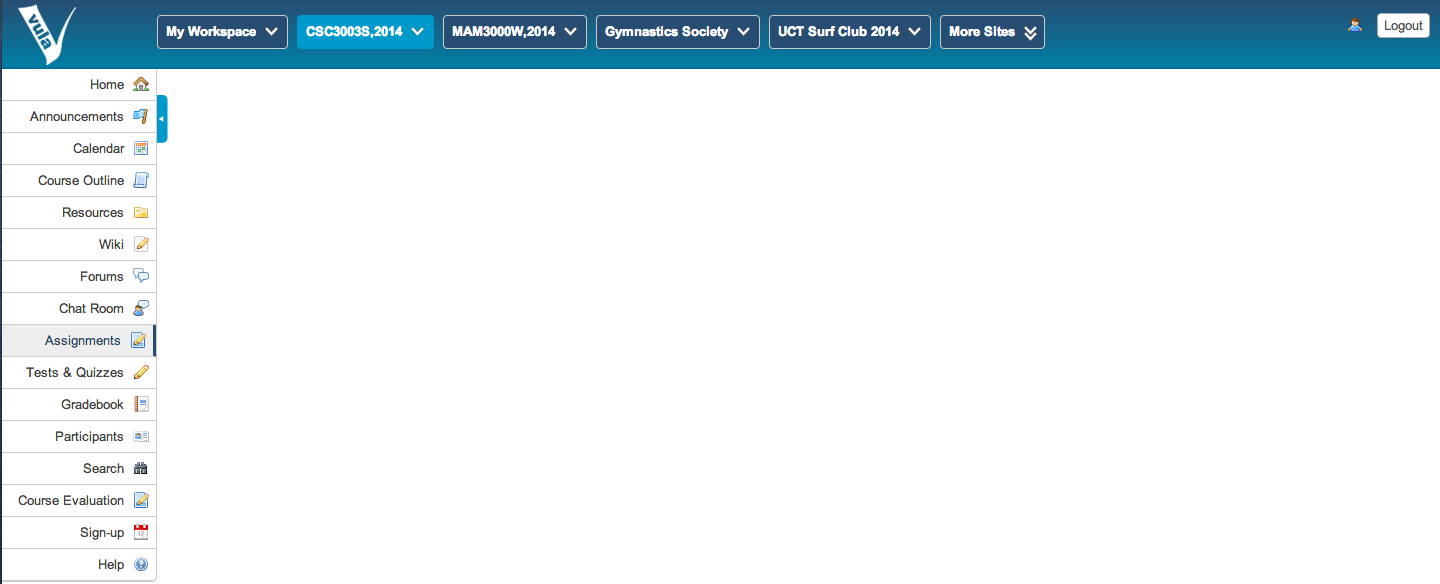 vula
My Workspace CSC3003S,2014 MAM3000W,2014 Gymnastics Society UCT Surf Club 2014 More Sites Logout
Home
Announcements
Calendar
Course Outline
Resources
Wiki
Forums
Chat Room
Assignments
Tests & Quizzes
Gradebook
Participants
Search
Course Evaluation
Sign-up
Help